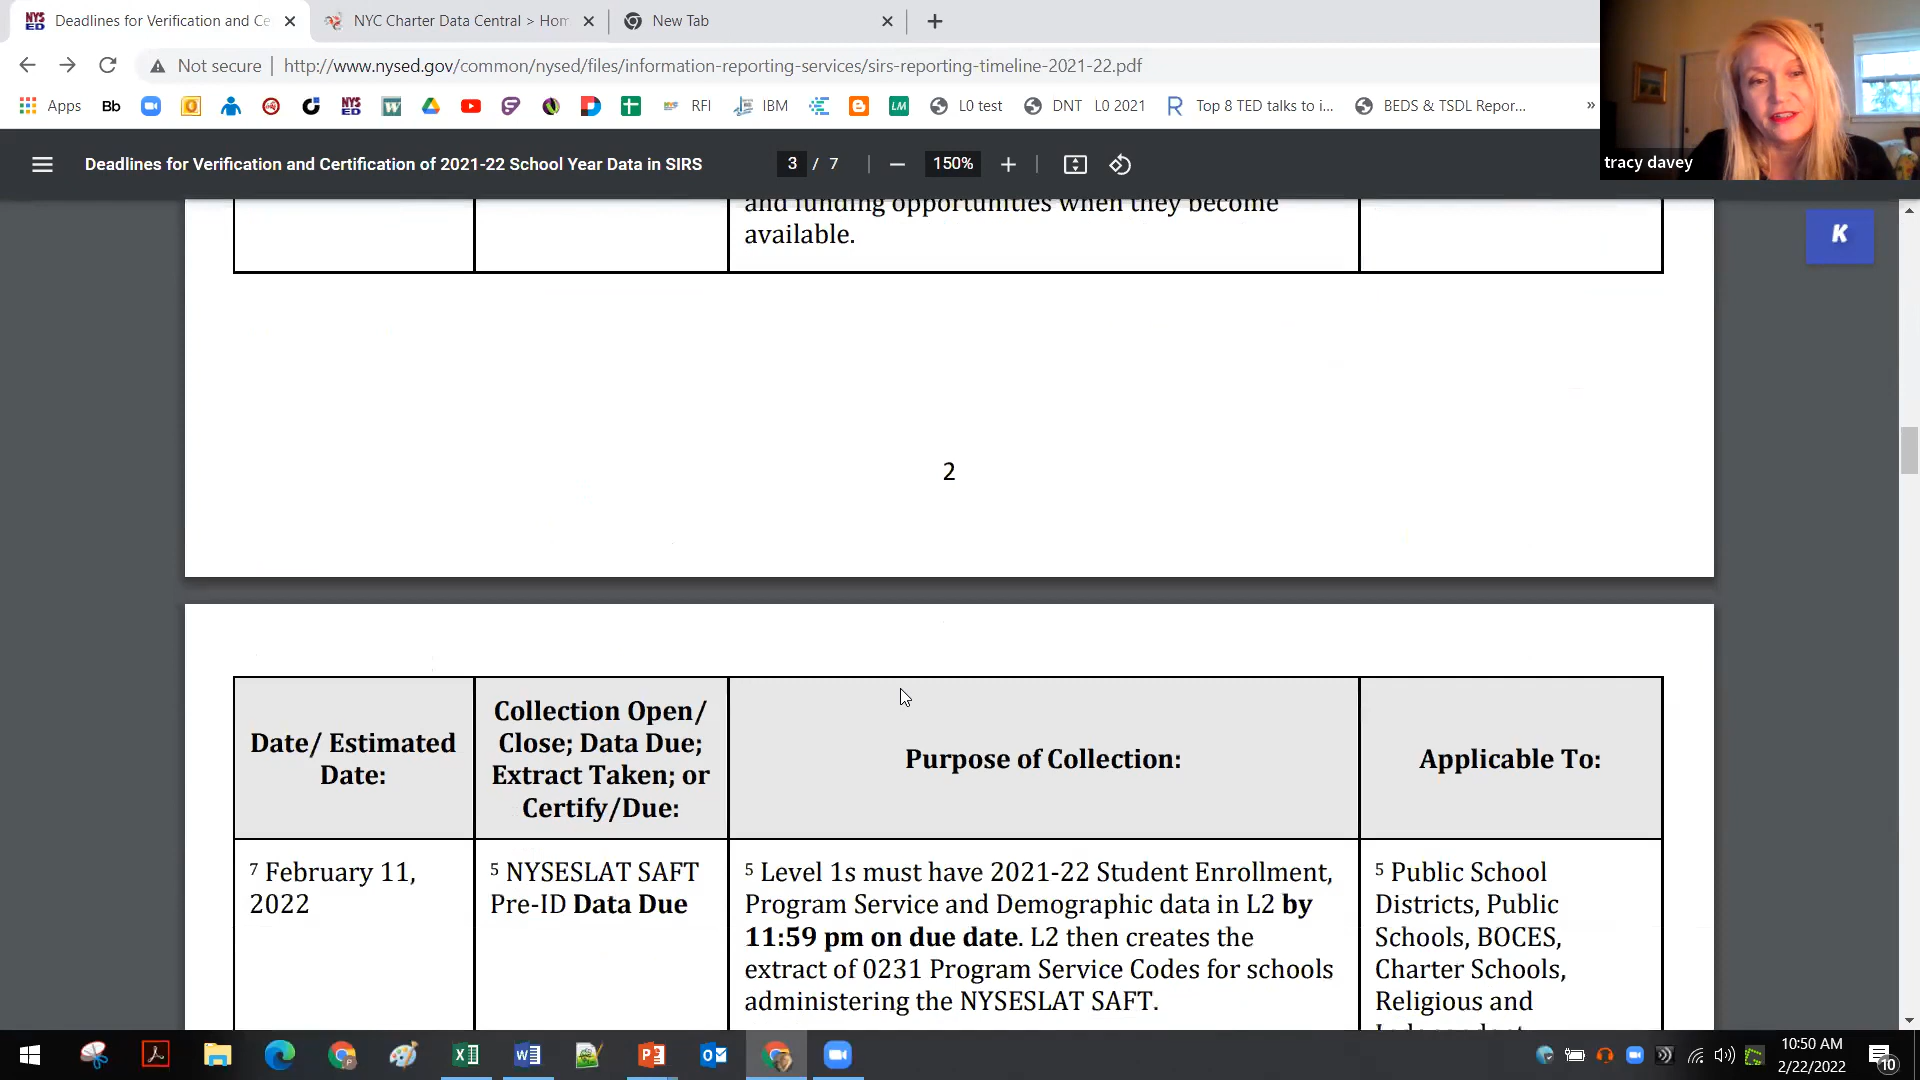 Deadlines for Verification and Ce
NYC Charter Data Central > Hom
New Tab
Not secure
http://www.nysed.gov/common/nysed/files/information-reporting-services/sirs-reporting-timeline-2021-22.pdf
Apps
Bb
NYS ED
W
LM
RFI
IBM
L0 test
DNT L0 2021
Top 8 TED talks to i...
BEDS & TSDL Repor...
»
tracy davey
Deadlines for Verification and Certification of 2021-22 School Year Data in SIRS
3 / 7
150%
K
and funding opportunities when they become
available.
2
Date/ Estimated
Date:
Collection Open/
Close; Data Due;
Extract Taken; or
Certify/Due:
Purpose of Collection:
Applicable To:
7 February 11,
2022
5 NYSESLAT SAFT
Pre-ID Data Due
5 Level 1s must have 2021-22 Student Enrollment,
Program Service and Demographic data in L2 by
11:59 pm on due date. L2 then creates the
extract of 0231 Program Service Codes for schools
administering the NYSESLAT SAFT.
5 Public School
Districts, Public
Schools, BOCES,
Charter Schools,
Religious and
10:50 AM
2/22/2022
10